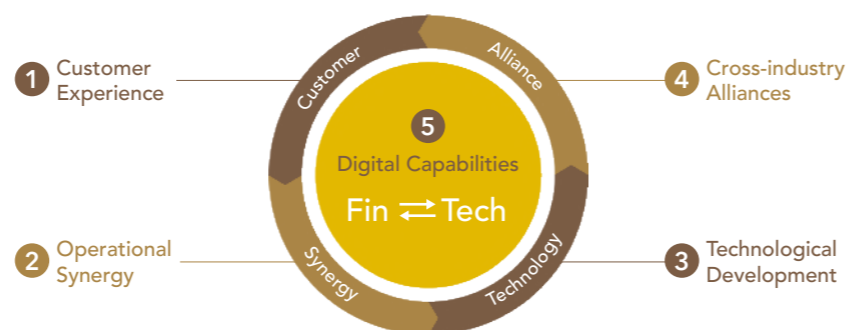 1 Customer
Experience
2 Operational
Synergy
Customer
Alliance
Synergy
Technology
5
Digital Capabilities
Fin ⇄ Tech
4 Cross-industry
Alliances
3 Technological
Development